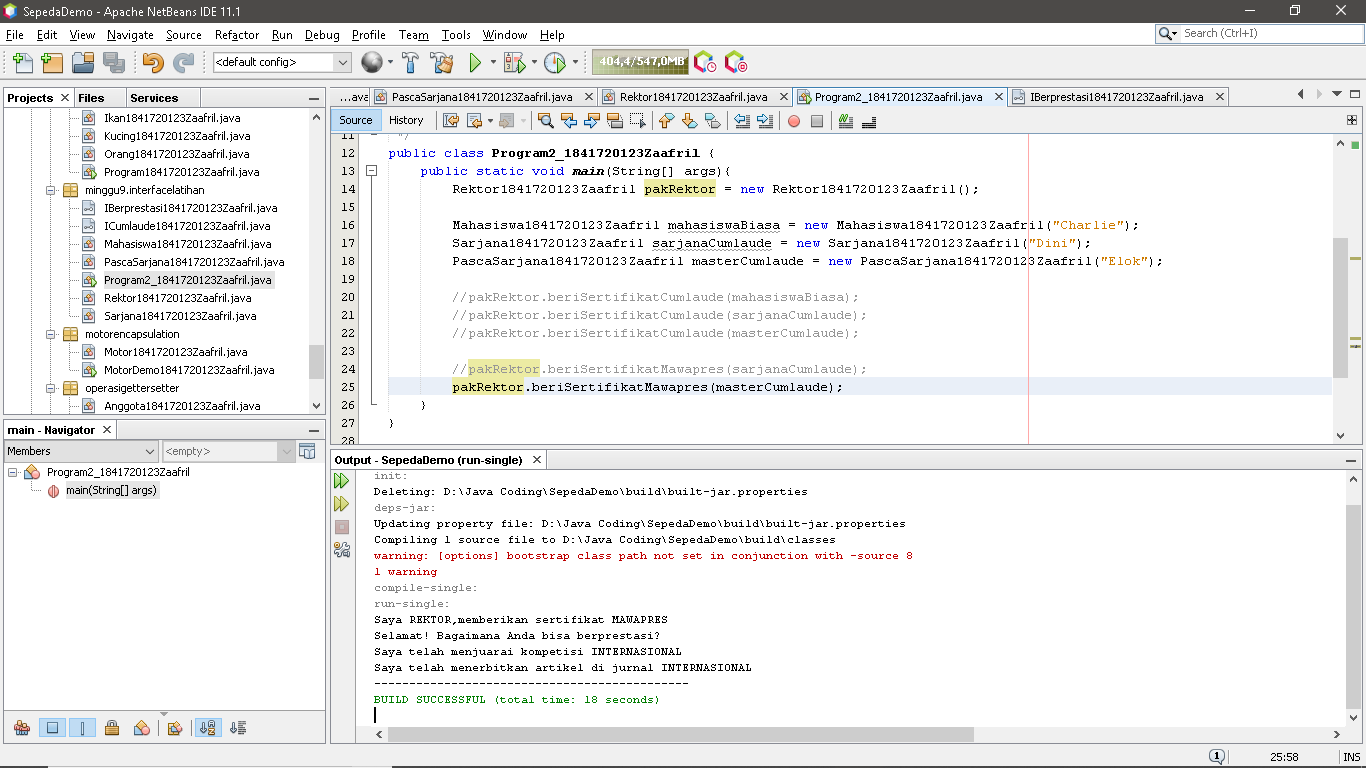 SepedaDemo - Apache NetBeans IDE 11.1
File Edit View Navigate Source Refactor Run Debug Profile Team Tools Window Help
Search (Ctrl+I)
<default config>
404,4/547,0MB
Projects Files Services
Ikan1841720123Zaafril.java
Kucing1841720123Zaafril.java
Orang1841720123Zaafril.java
Program1841720123Zaafril.java
minggu9.interfacelatihan
IBerprestasi1841720123Zaafril.java
ICumlaude1841720123Zaafril.java
Mahasiswa1841720123Zaafril.java
PascaSarjana1841720123Zaafril.java
Program2_1841720123Zaafril.java
Rektor1841720123Zaafril.java
Sarjana1841720123Zaafril.java
motorencapsulation
Motor1841720123Zaafril.java
MotorDemo1841720123Zaafril.java
operasigettersetter
Anggota1841720123Zaafril.java
main - Navigator
Members <empty>
Program2_1841720123Zaafril
main(String[] args)
...ava PascaSarjana1841720123Zaafril.java Rektor1841720123Zaafril.java Program2_1841720123Zaafril.java IBerprestasi1841720123Zaafril.java
Source History
11 */
12 public class Program2_1841720123Zaafril {
13 public static void main(String[] args){
14 Rektor1841720123Zaafril pakRektor = new Rektor1841720123Zaafril();
15
16 Mahasiswa1841720123Zaafril mahasiswaBiasa = new Mahasiswa1841720123Zaafril("Charlie");
17 Sarjana1841720123Zaafril sarjanaCumlaude = new Sarjana1841720123Zaafril("Dini");
18 PascaSarjana1841720123Zaafril masterCumlaude = new PascaSarjana1841720123Zaafril("Elok");
19
20 //pakRektor.beriSertifikatCumlaude(mahasiswaBiasa);
21 //pakRektor.beriSertifikatCumlaude(sarjanaCumlaude);
22 //pakRektor.beriSertifikatCumlaude(masterCumlaude);
23
24 //pakRektor.beriSertifikatMawapres(sarjanaCumlaude);
25 pakRektor.beriSertifikatMawapres(masterCumlaude);
26 }
27 }
28
Output - SepedaDemo (run-single)
init:
Deleting: D:\Java Coding\SepedaDemo\build\built-jar.properties
deps-jar:
Updating property file: D:\Java Coding\SepedaDemo\build\built-jar.properties
Compiling 1 source file to D:\Java Coding\SepedaDemo\build\classes
warning: [options] bootstrap class path not set in conjunction with -source 8
1 warning
compile-single:
run-single:
Saya REKTOR,memberikan sertifikat MAWAPRES
Selamat! Bagaimana Anda bisa berprestasi?
Saya telah menjuarai kompetisi INTERNASIONAL
Saya telah menerbitkan artikel di jurnal INTERNASIONAL
---------------------------------------------
BUILD SUCCESSFUL (total time: 18 seconds)
1 25:58 INS